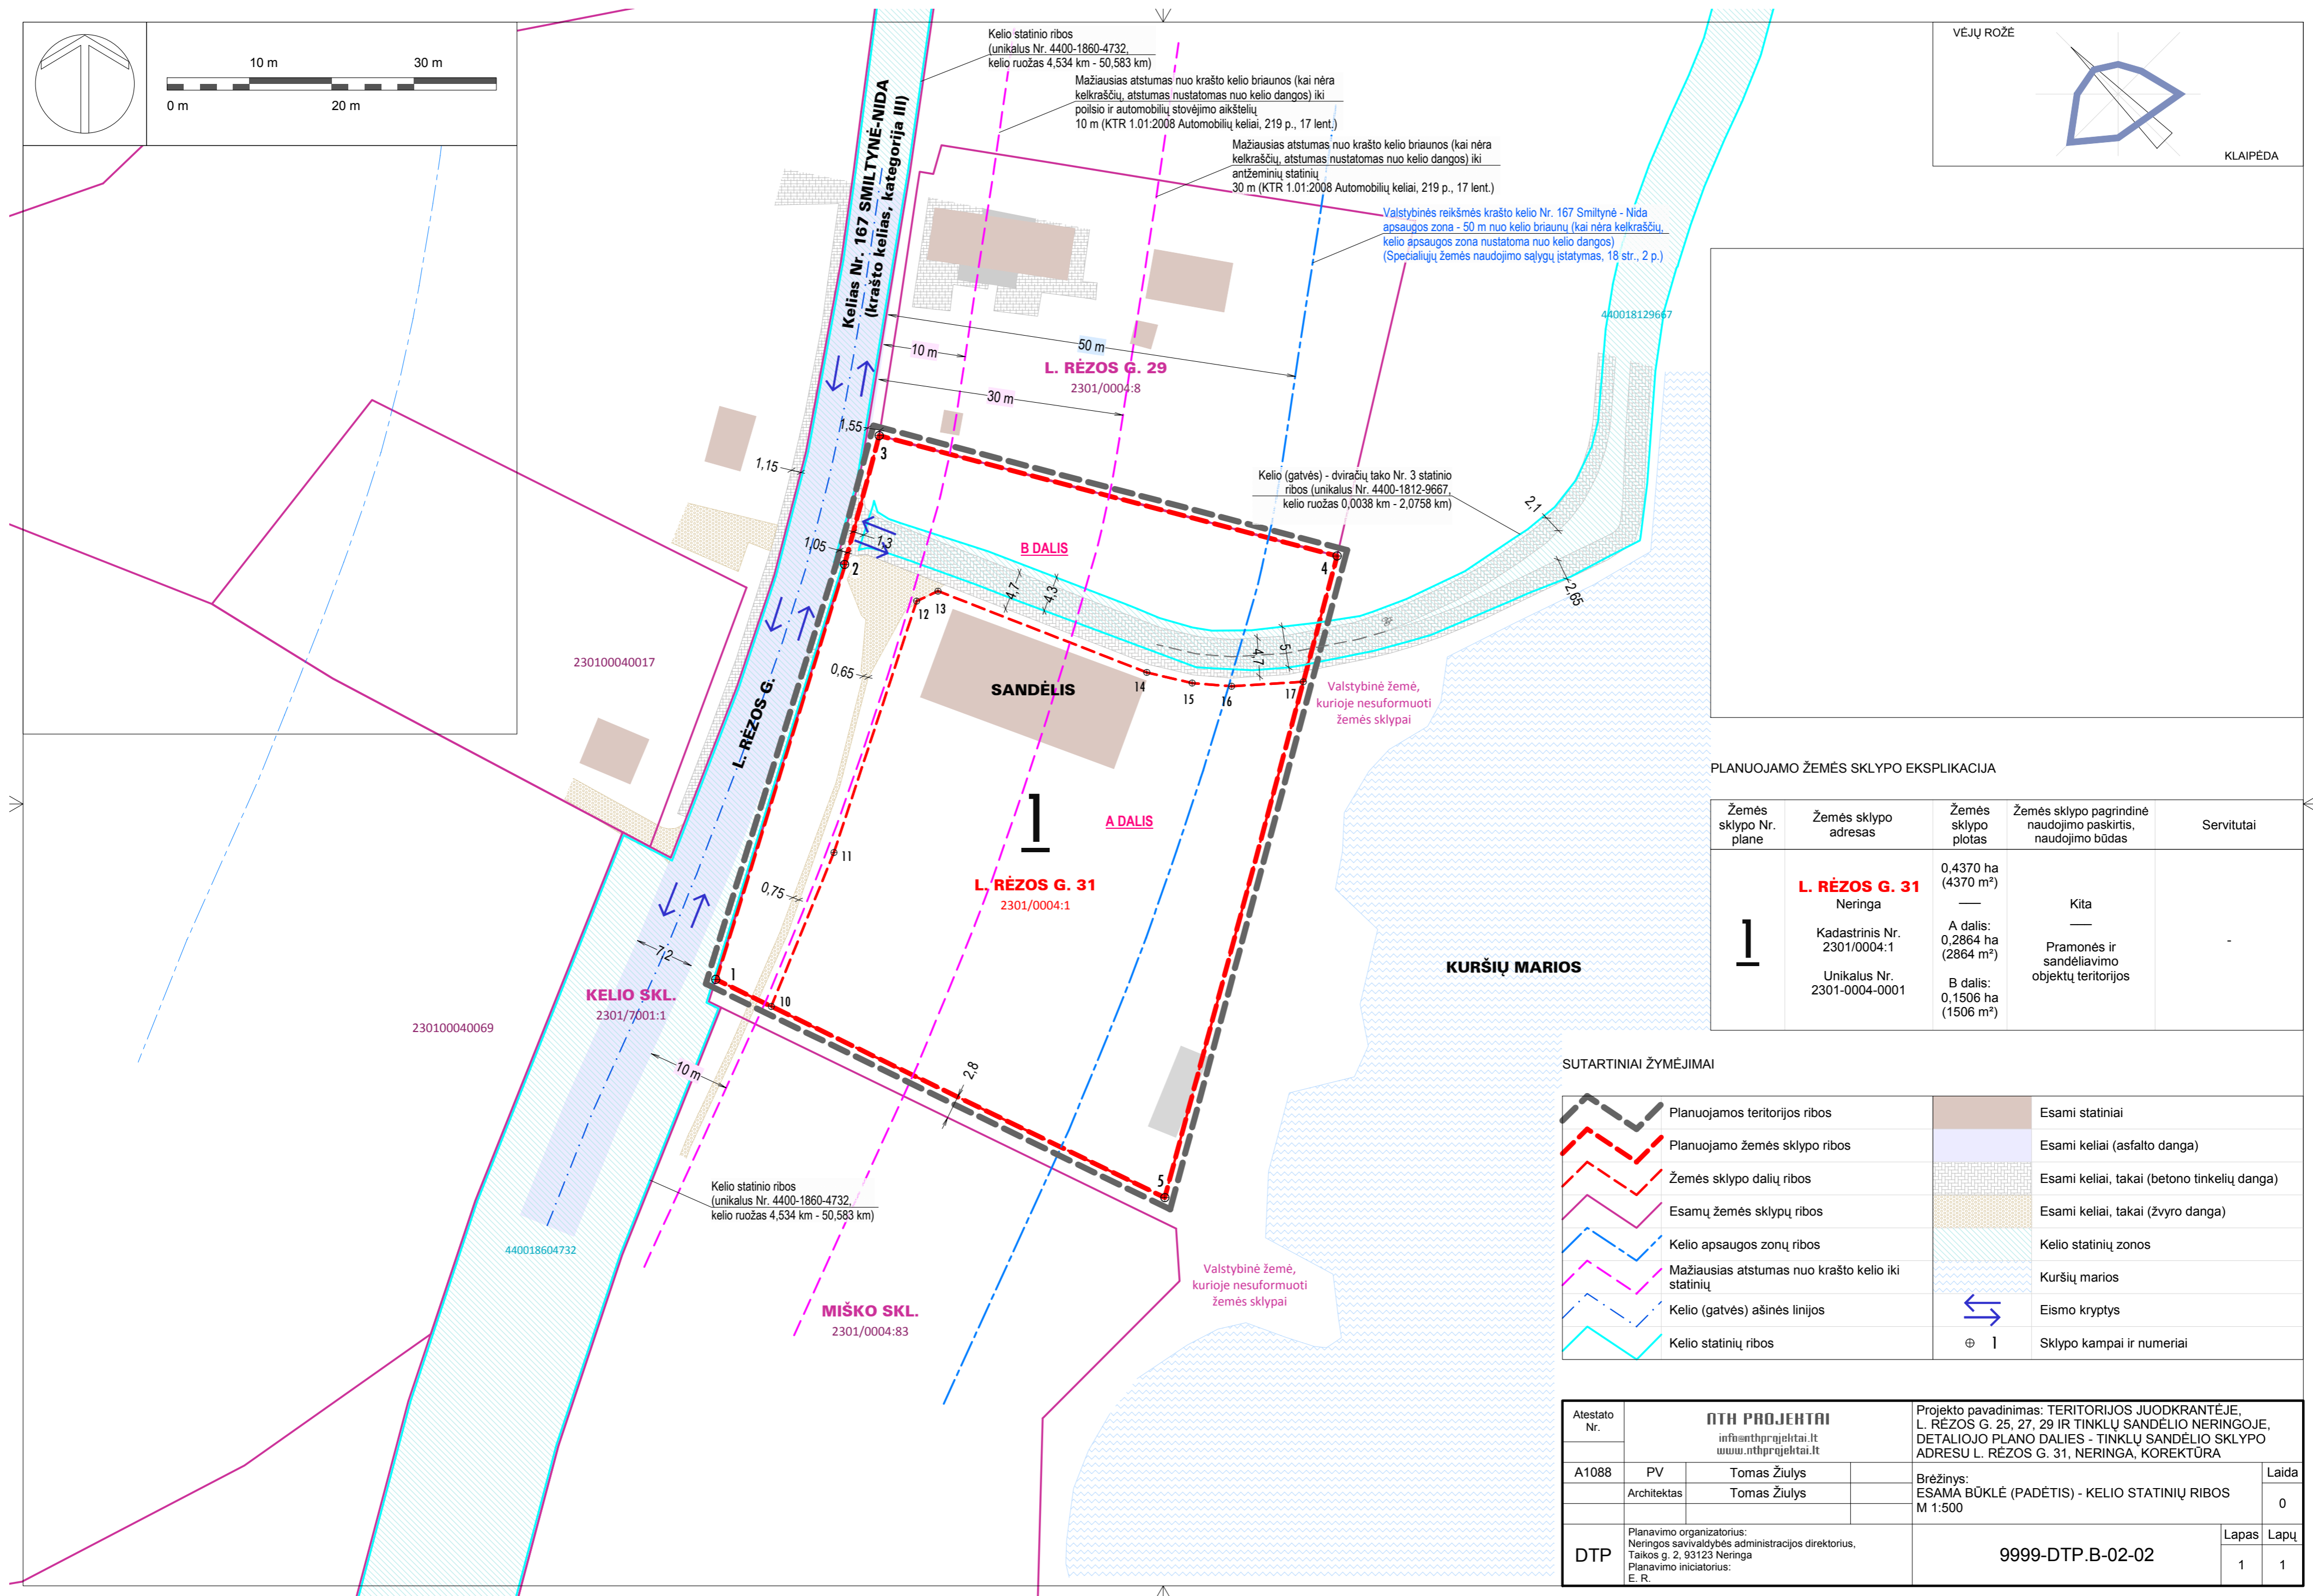 10 m
30 m
0 m
20 m
Kelio statinio ribos
(unikalus Nr. 4400-1860-4732,
kelio ruožas 4,534 km - 50,583 km)
Mažiausias atstumas nuo krašto kelio briaunos (kai nėra
kelkraščių, atstumas nustatomas nuo kelio dangos) iki
poilsio ir automobilių stovėjimo aikštelių
10 m (KTR 1.01:2008 Automobilių keliai, 219 p., 17 lent.)
Mažiausias atstumas nuo krašto kelio briaunos (kai nėra
kelkraščių, atstumas nustatomas nuo kelio dangos) iki
antžeminių statinių
30 m (KTR 1.01:2008 Automobilių keliai, 219 p., 17 lent.)
Valstybinės reikšmės krašto kelio Nr. 167 Smiltynė - Nida
apsaugos zona - 50 m nuo kelio briaunų (kai nėra kelkraščių,
kelio apsaugos zona nustatoma nuo kelio dangos)
(Specialiųjų žemės naudojimo sąlygų įstatymas, 18 str., 2 p.)
VĖJŲ ROŽĖ
KLAIPĖDA
Kelias Nr. 167 SMILTYNĖ-NIDA
(krašto kelias, kategorija III)
440018129667
10 m
50 m
30 m
L. RĖZOS G. 29
2301/0004:8
1,55
3
1,15
Kelio (gatvės) - dviračių tako Nr. 3 statinio
ribos (unikalus Nr. 4400-1812-9667,
kelio ruožas 0,0038 km - 2,0758 km)
2,1
1,3
1,05
2
B DALIS
4
4,7
4,3
2,65
12
13
5
4,7
230100040017
0,65
SANDĖLIS
14
15
16
17
Valstybinė žemė,
kurioje nesuformuoti
žemės sklypai
L. RĖZOS G.
1
A DALIS
11
L. RĖZOS G. 31
2301/0004:1
0,75
7,2
1
10
KELIO SKL.
2301/7001:1
230100040069
KURŠIŲ MARIOS
10 m
2,8
5
Kelio statinio ribos
(unikalus Nr. 4400-1860-4732,
kelio ruožas 4,534 km - 50,583 km)
440018604732
Valstybinė žemė,
kurioje nesuformuoti
žemės sklypai
MIŠKO SKL.
2301/0004:83
PLANUOJAMO ŽEMĖS SKLYPO EKSPLIKACIJA
Žemės
sklypo Nr.
plane
Žemės sklypo
adresas
Žemės
sklypo
plotas
Žemės sklypo pagrindinė
naudojimo paskirtis,
naudojimo būdas
Servitutai
1
L. RĖZOS G. 31
Neringa
Kadastrinis Nr.
2301/0004:1
Unikalus Nr.
2301-0004-0001
0,4370 ha
(4370 m²)
A dalis:
0,2864 ha
(2864 m²)
B dalis:
0,1506 ha
(1506 m²)
Kita
Pramonės ir
sandėliavimo
objektų teritorijos
-
SUTARTINIAI ŽYMĖJIMAI
Planuojamos teritorijos ribos
Esami statiniai
Planuojamo žemės sklypo ribos
Esami keliai (asfalto danga)
Žemės sklypo dalių ribos
Esami keliai, takai (betono tinkelių danga)
Esamų žemės sklypų ribos
Esami keliai, takai (žvyro danga)
Kelio apsaugos zonų ribos
Kelio statinių zonos
Mažiausias atstumas nuo krašto kelio iki
statinių
Kuršių marios
Kelio (gatvės) ašinės linijos
Eismo kryptys
Kelio statinių ribos
1
Sklypo kampai ir numeriai
Atestato
Nr.
NTH PROJEKTAI
info@nthprojektai.lt
www.nthprojektai.lt
Projekto pavadinimas: TERITORIJOS JUODKRANTĖJE,
L. RĖZOS G. 25, 27, 29 IR TINKLŲ SANDĖLIO NERINGOJE,
DETALIOJO PLANO DALIES - TINKLŲ SANDĖLIO SKLYPO
ADRESU L. RĖZOS G. 31, NERINGA, KOREKTŪRA
A1088
PV
Tomas Žiulys
Architektas
Tomas Žiulys
Brėžinys:
ESAMA BŪKLĖ (PADĖTIS) - KELIO STATINIŲ RIBOS
M 1:500
Laida
0
DTP
Planavimo organizatorius:
Neringos savivaldybės administracijos direktorius,
Taikos g. 2, 93123 Neringa
Planavimo iniciatorius:
E. R.
9999-DTP.B-02-02
Lapas
Lapų
1
1